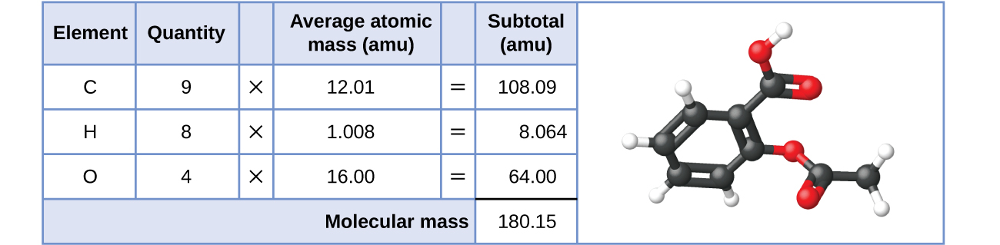 Element Quantity Average atomic mass (amu) Subtotal (amu)
C 9 × 12.01 = 108.09
H 8 × 1.008 = 8.064
O 4 × 16.00 = 64.00
Molecular mass 180.15